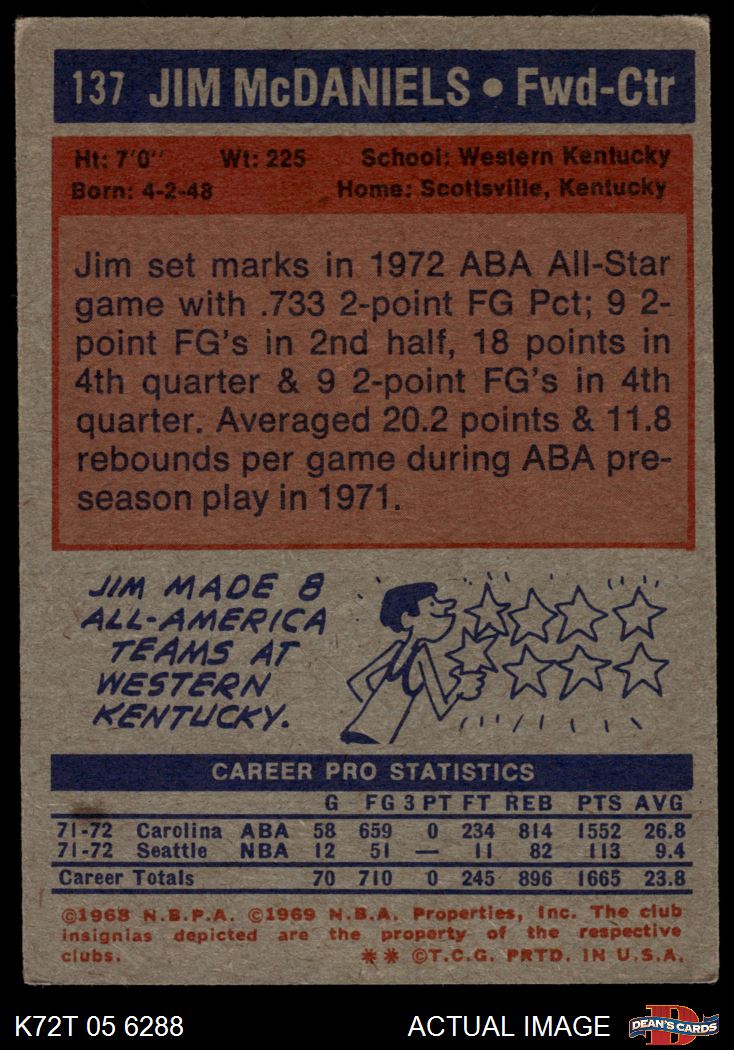 137 JIM McDANIELS • Fwd-Ctr
Ht: 7'0'' Wt: 225 School: Western Kentucky
Born: 4-2-48 Home: Scottsville, Kentucky
Jim set marks in 1972 ABA All-Star
game with .733 2-point FG Pct; 9 2-
point FG's in 2nd half, 18 points in
4th quarter & 9 2-point FG's in 4th
quarter. Averaged 20.2 points & 11.8
rebounds per game during ABA pre-
season play in 1971.
JIM MADE 8
ALL-AMERICA
TEAMS AT
WESTERN
KENTUCKY.
CAREER PRO STATISTICS
G FG 3 PT FT REB PTS AVG
71-72 Carolina ABA 58 659 0 234 814 1552 26.8
71-72 Seattle NBA 12 51 — 11 82 113 9.4
Career Totals 70 710 0 245 896 1665 23.8
©1968 N.B.P.A. ©1969 N.B.A. Properties, Inc. The club
insignias depicted are the property of the respective
clubs. ** ©T.C.G. PRTD. IN U.S.A.
K72T 05 6288 ACTUAL IMAGE D DEAN'S CARDS